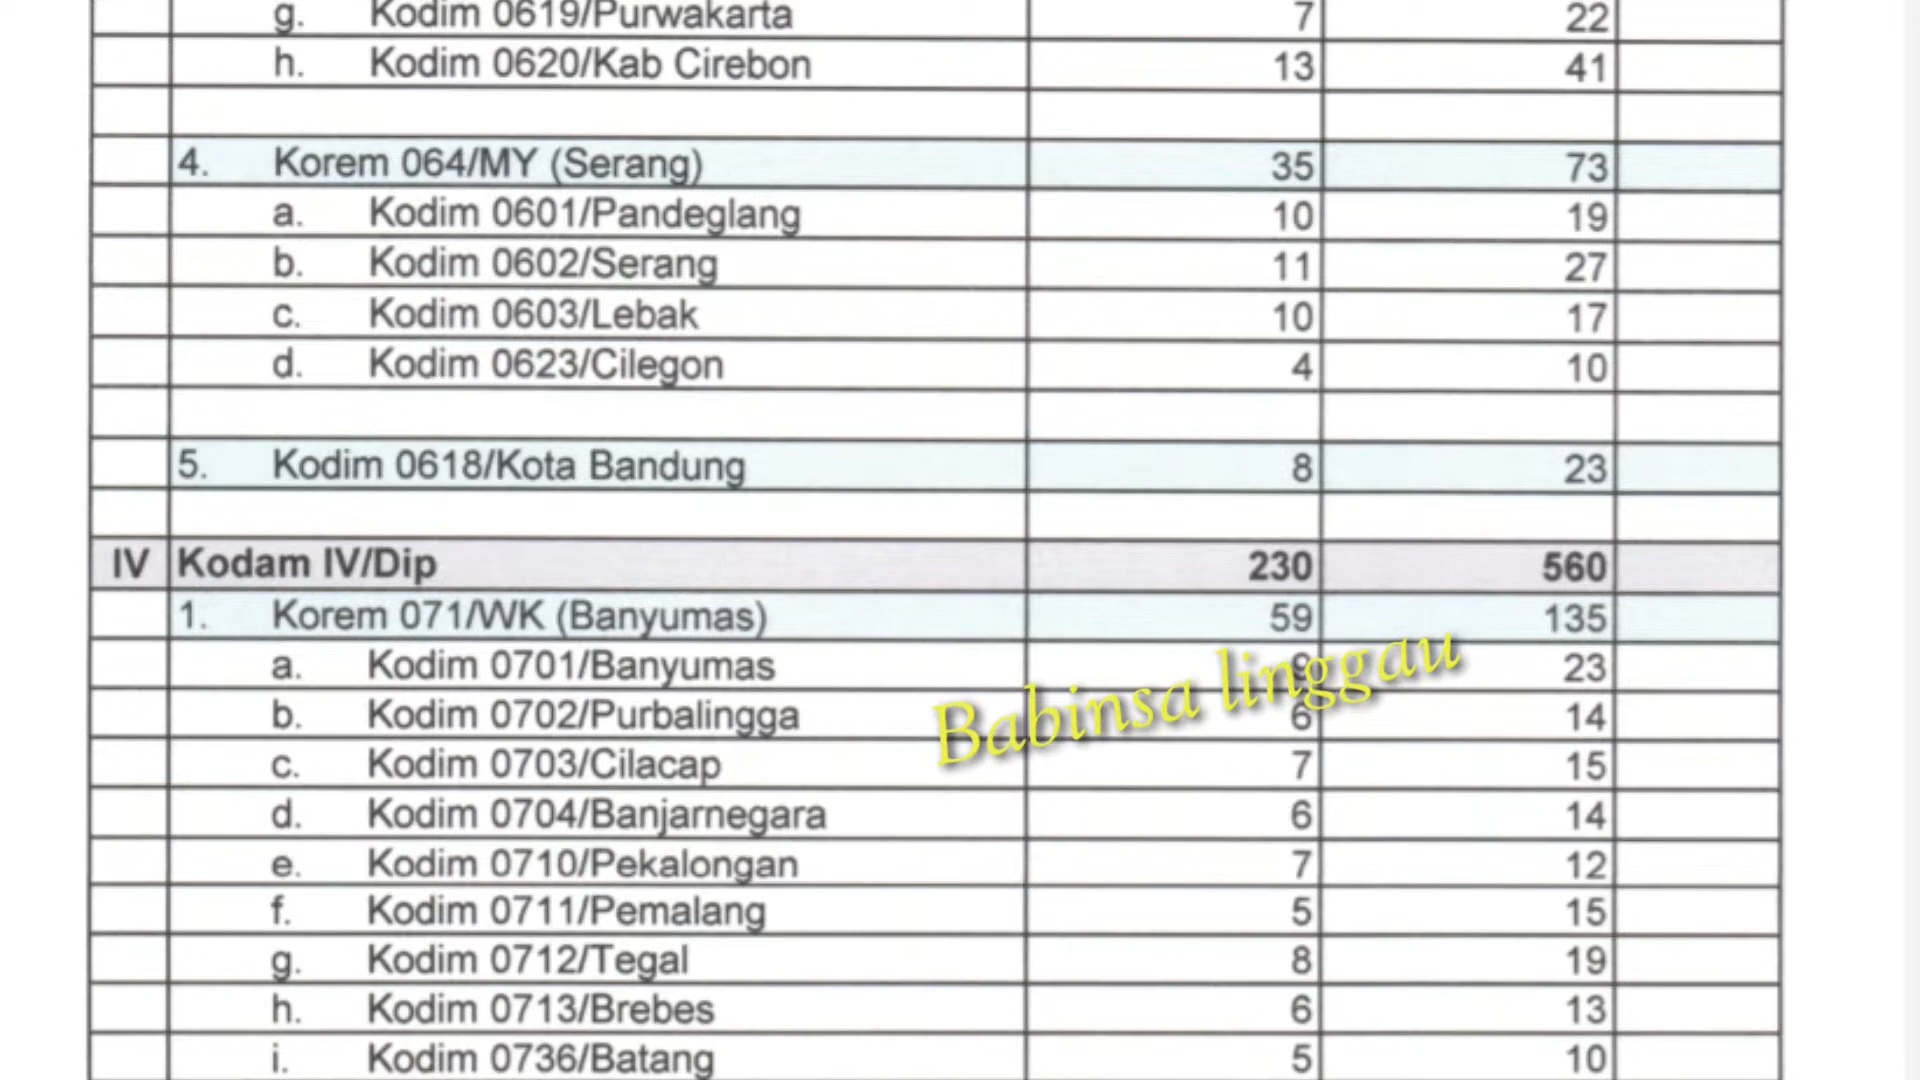 g. Kodim 0619/Purwakarta 7 22
h. Kodim 0620/Kab Cirebon 13 41
4. Korem 064/MY (Serang) 35 73
a. Kodim 0601/Pandeglang 10 19
b. Kodim 0602/Serang 11 27
c. Kodim 0603/Lebak 10 17
d. Kodim 0623/Cilegon 4 10
5. Kodim 0618/Kota Bandung 8 23
IV Kodam IV/Dip 230 560
1. Korem 071/WK (Banyumas) 59 135
a. Kodim 0701/Banyumas 9 23
Babinsa linggau
b. Kodim 0702/Purbalingga 6 14
c. Kodim 0703/Cilacap 7 15
d. Kodim 0704/Banjarnegara 6 14
e. Kodim 0710/Pekalongan 7 12
f. Kodim 0711/Pemalang 5 15
g. Kodim 0712/Tegal 8 19
h. Kodim 0713/Brebes 6 13
i. Kodim 0736/Batang 5 10